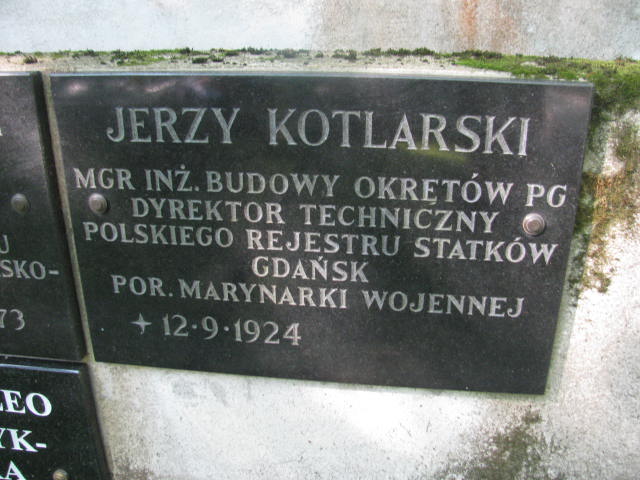 JERZY KOTLARSKI
MGR INŻ. BUDOWY OKRĘTÓW PG
DYREKTOR TECHNICZNY
POLSKIEGO REJESTRU STATKÓW
GDAŃSK
POR. MARYNARKI WOJENNEJ
12·9·1924